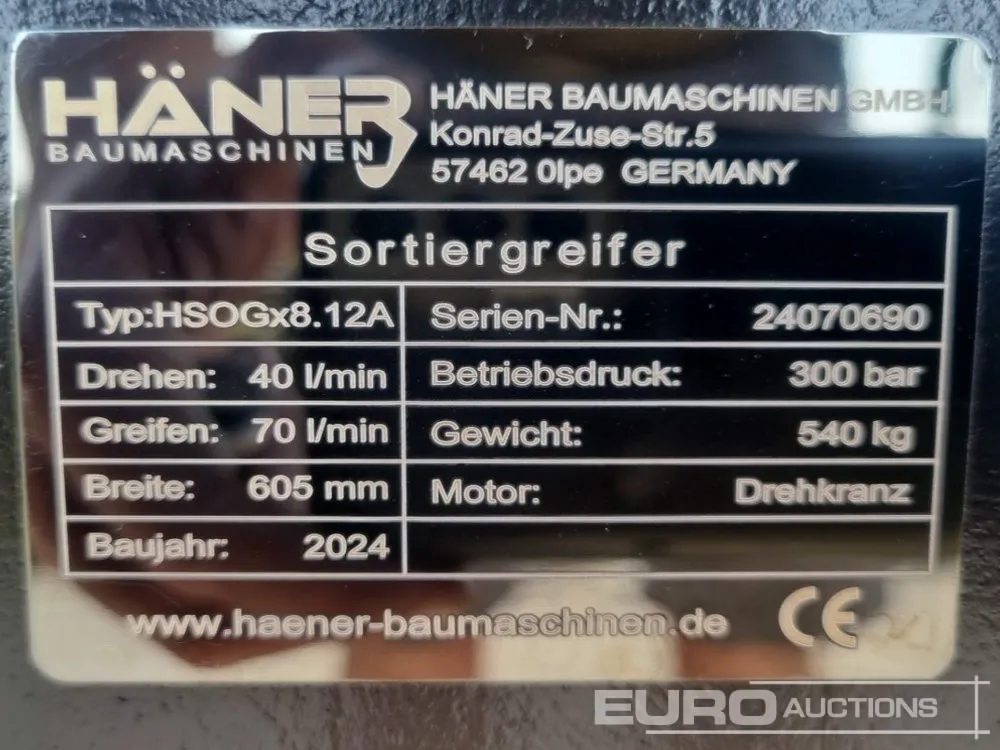 HÄNER
BAUMASCHINEN
HÄNER BAUMASCHINEN GMBH
Konrad-Zuse-Str.5
57462 Olpe GERMANY
Sortiergreifer
Typ:HSOGx8.12A Serien-Nr.: 24070690
Drehen: 40 l/min Betriebsdruck: 300 bar
Greifen: 70 l/min Gewicht: 540 kg
Breite: 605 mm Motor: Drehkranz
Baujahr: 2024
www.haener-baumaschinen.de CE
EURO AUCTIONS